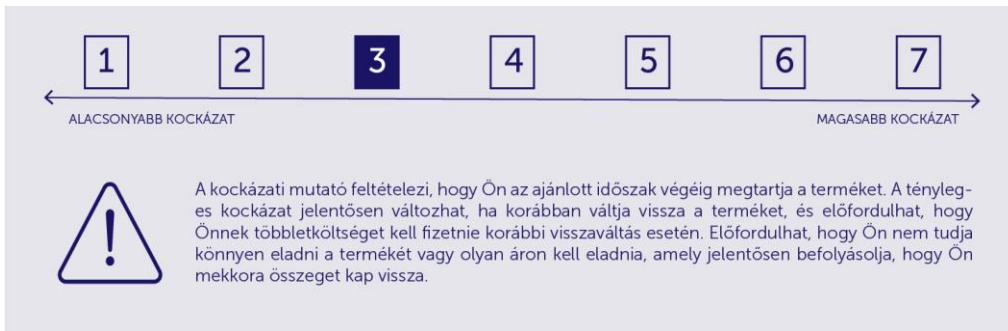 1 2 3 4 5 6 7
ALACSONYABB KOCKÁZAT MAGASABB KOCKÁZAT
A kockázati mutató feltételezi, hogy Ön az ajánlott időszak végéig megtartja a terméket. A tényleg-
es kockázat jelentősen változhat, ha korábban váltja vissza a terméket, és előfordulhat, hogy
Önnek többletköltséget kell fizetnie korábbi visszaváltás esetén. Előfordulhat, hogy Ön nem tudja
könnyen eladni a termékét vagy olyan áron kell eladnia, amely jelentősen befolyásolja, hogy Ön
mekkora összeget kap vissza.